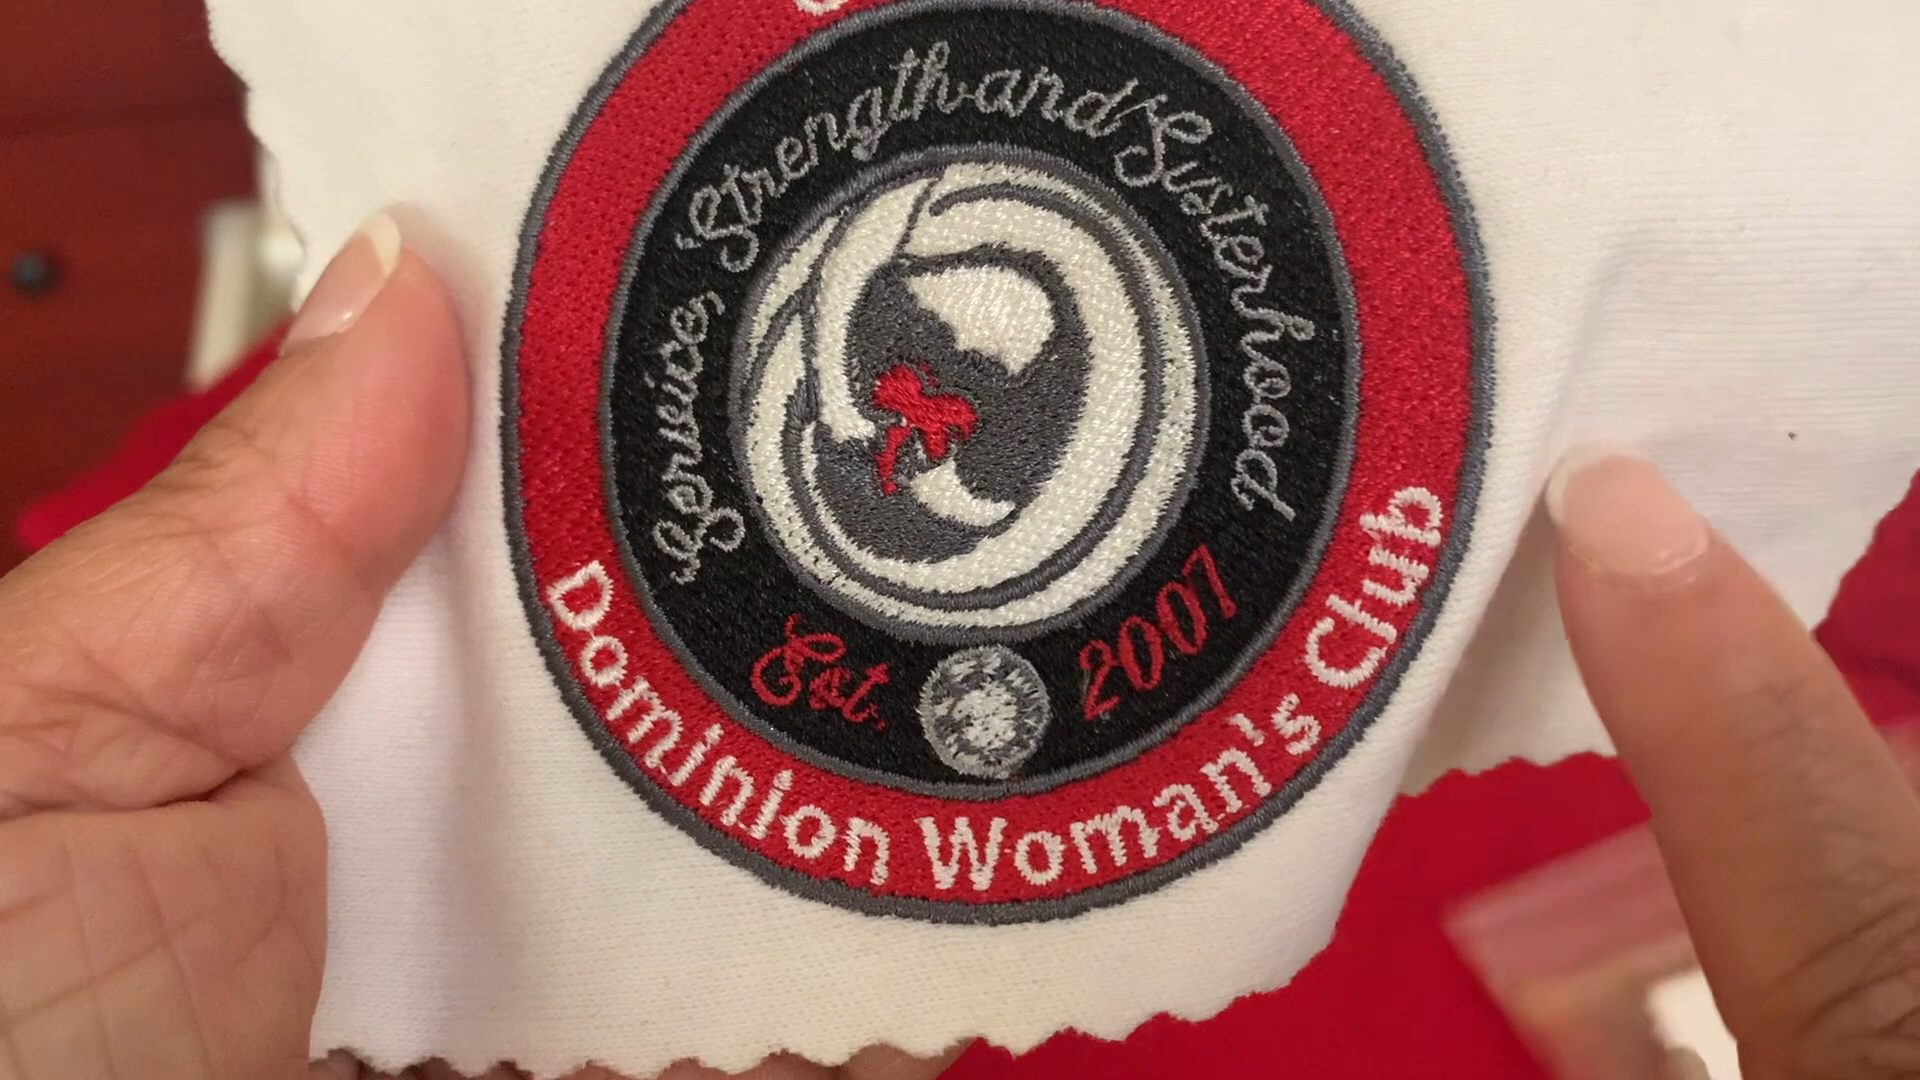 Service, Strength and Sisterhood
Est. 2007
Dominion Woman's Club